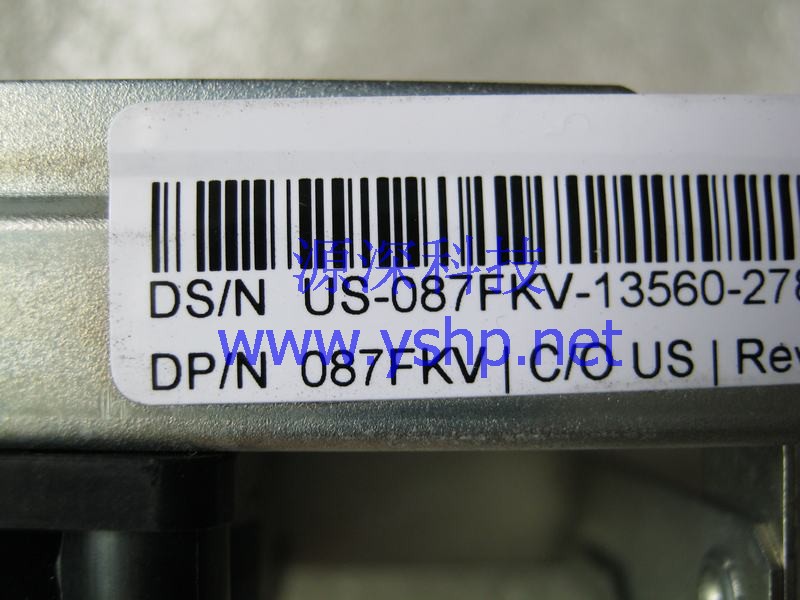 源深科技
DS/N US-087FKV-13560-278
www.yshp.net
DP/N 087FKV | C/O US | Rev